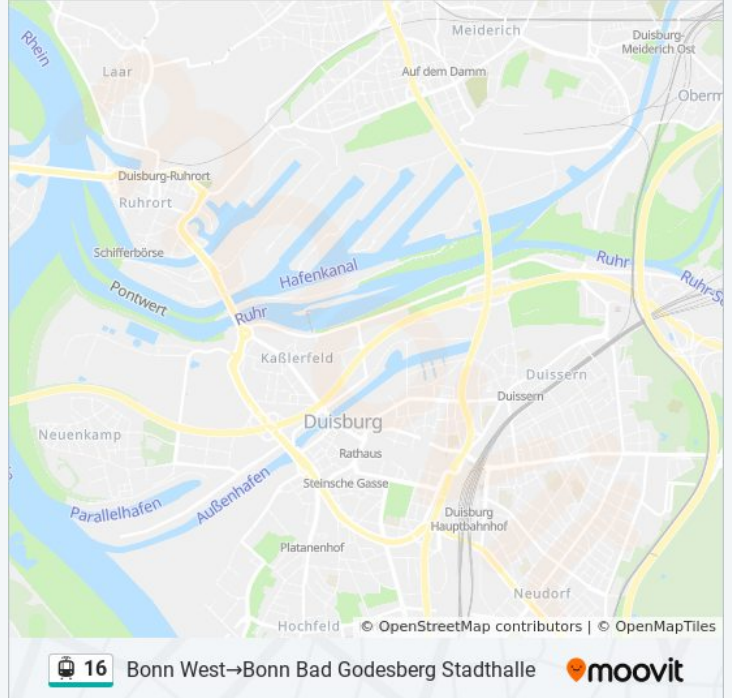 Meiderich
Duisburg-
Meiderich Ost
Rhein
Laar
Auf dem Damm
Oberm
Duisburg-Ruhrort
Ruhrort
Schifferbörse
Hafenkanal
Ruhr
Ruhr-S
Pontwert
Ruhr
Kaßlerfeld
Duissern
Duissern
Duisburg
Neuenkamp
Rathaus
Steinsche Gasse
Außenhafen
Parallelhafen
Duisburg
Hauptbahnhof
Platanenhof
Neudorf
Hochfeld
© OpenStreetMap contributors | © OpenMapTiles
16 Bonn West→Bonn Bad Godesberg Stadthalle moovit